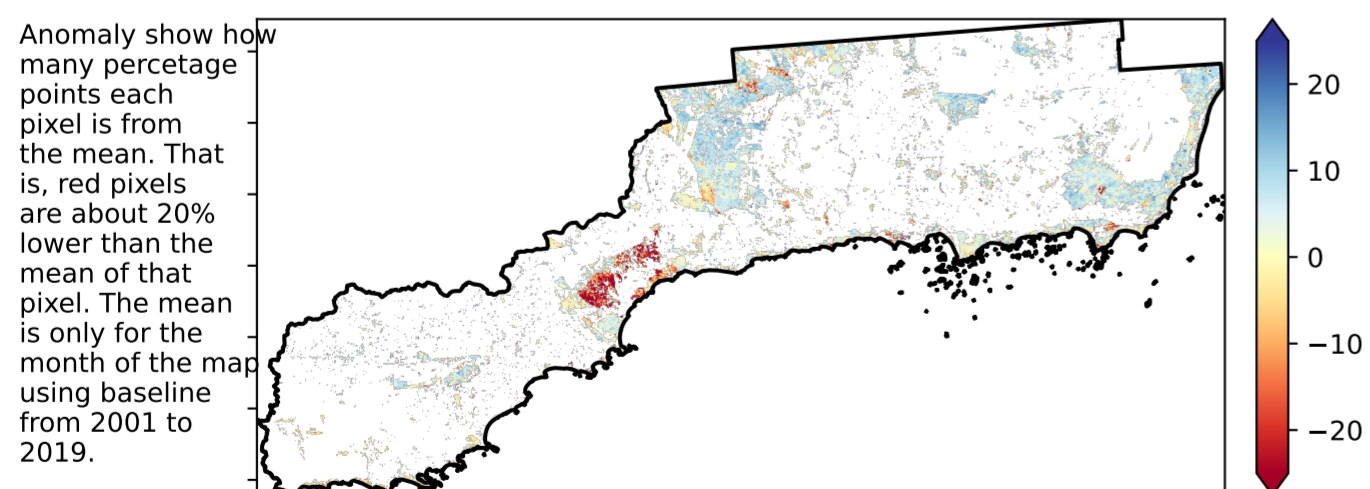 Anomaly show how
many percetage
points each
pixel is from
the mean. That
is, red pixels
are about 20%
lower than the
mean of that
pixel. The mean
is only for the
month of the map
using baseline
from 2001 to
2019.
20
10
0
−10
−20